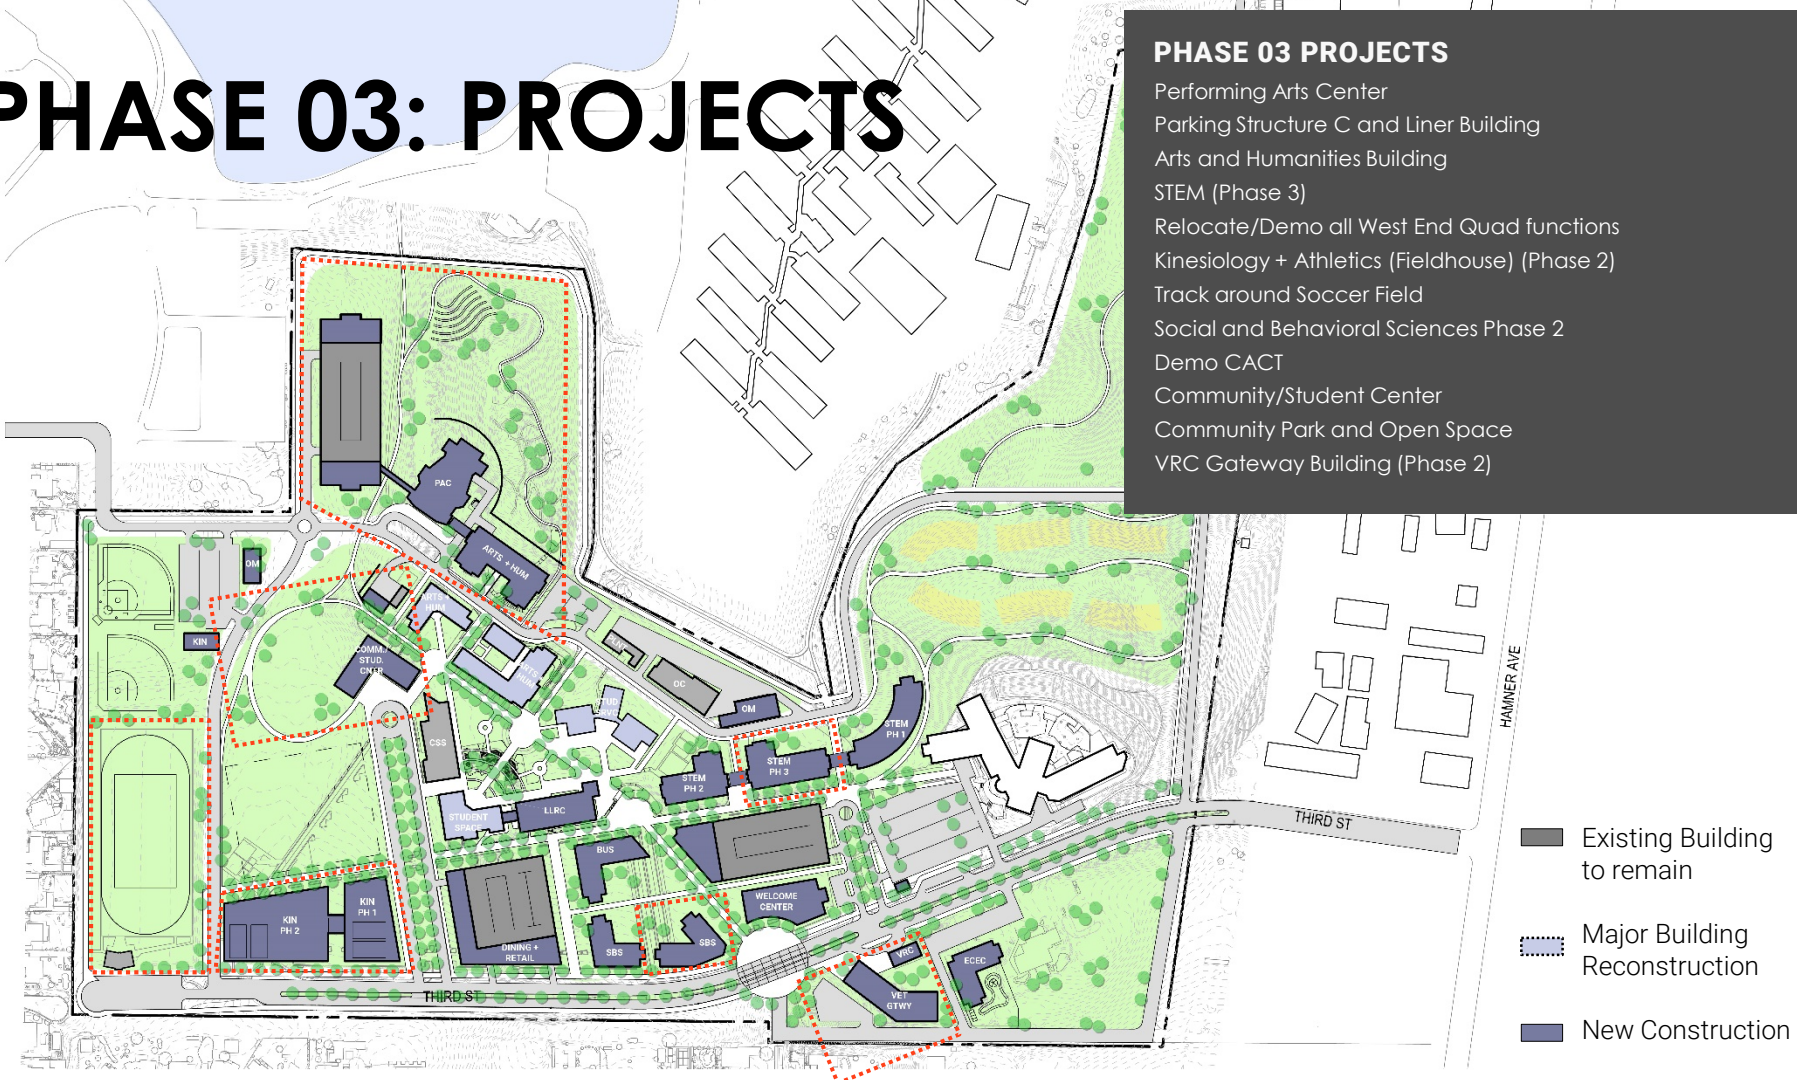 PHASE 03: PROJECTS
PHASE 03 PROJECTS
Performing Arts Center
Parking Structure C and Liner Building
Arts and Humanities Building
STEM (Phase 3)
Relocate/Demo all West End Quad functions
Kinesiology + Athletics (Fieldhouse) (Phase 2)
Track around Soccer Field
Social and Behavioral Sciences Phase 2
Demo CACT
Community/Student Center
Community Park and Open Space
VRC Gateway Building (Phase 2)
PAC
ARTS + HUM
OM
ARTS +
HUM
KIN
COMM./
STUD.
CNTR
ARTS +
HUM
OC
STUD
OM
CSS
STEM
PH 1
STEM
PH 3
STEM
PH 2
LLRC
STUDENT
SPACE
BUS
WELCOME
CENTER
KIN
PH 1
KIN
PH 2
DINING +
RETAIL
SBS
SBS
VRC
ECEC
VET
GTWY
THIRD ST
THIRD ST
HAMNER AVE
Existing Building
to remain
Major Building
Reconstruction
New Construction